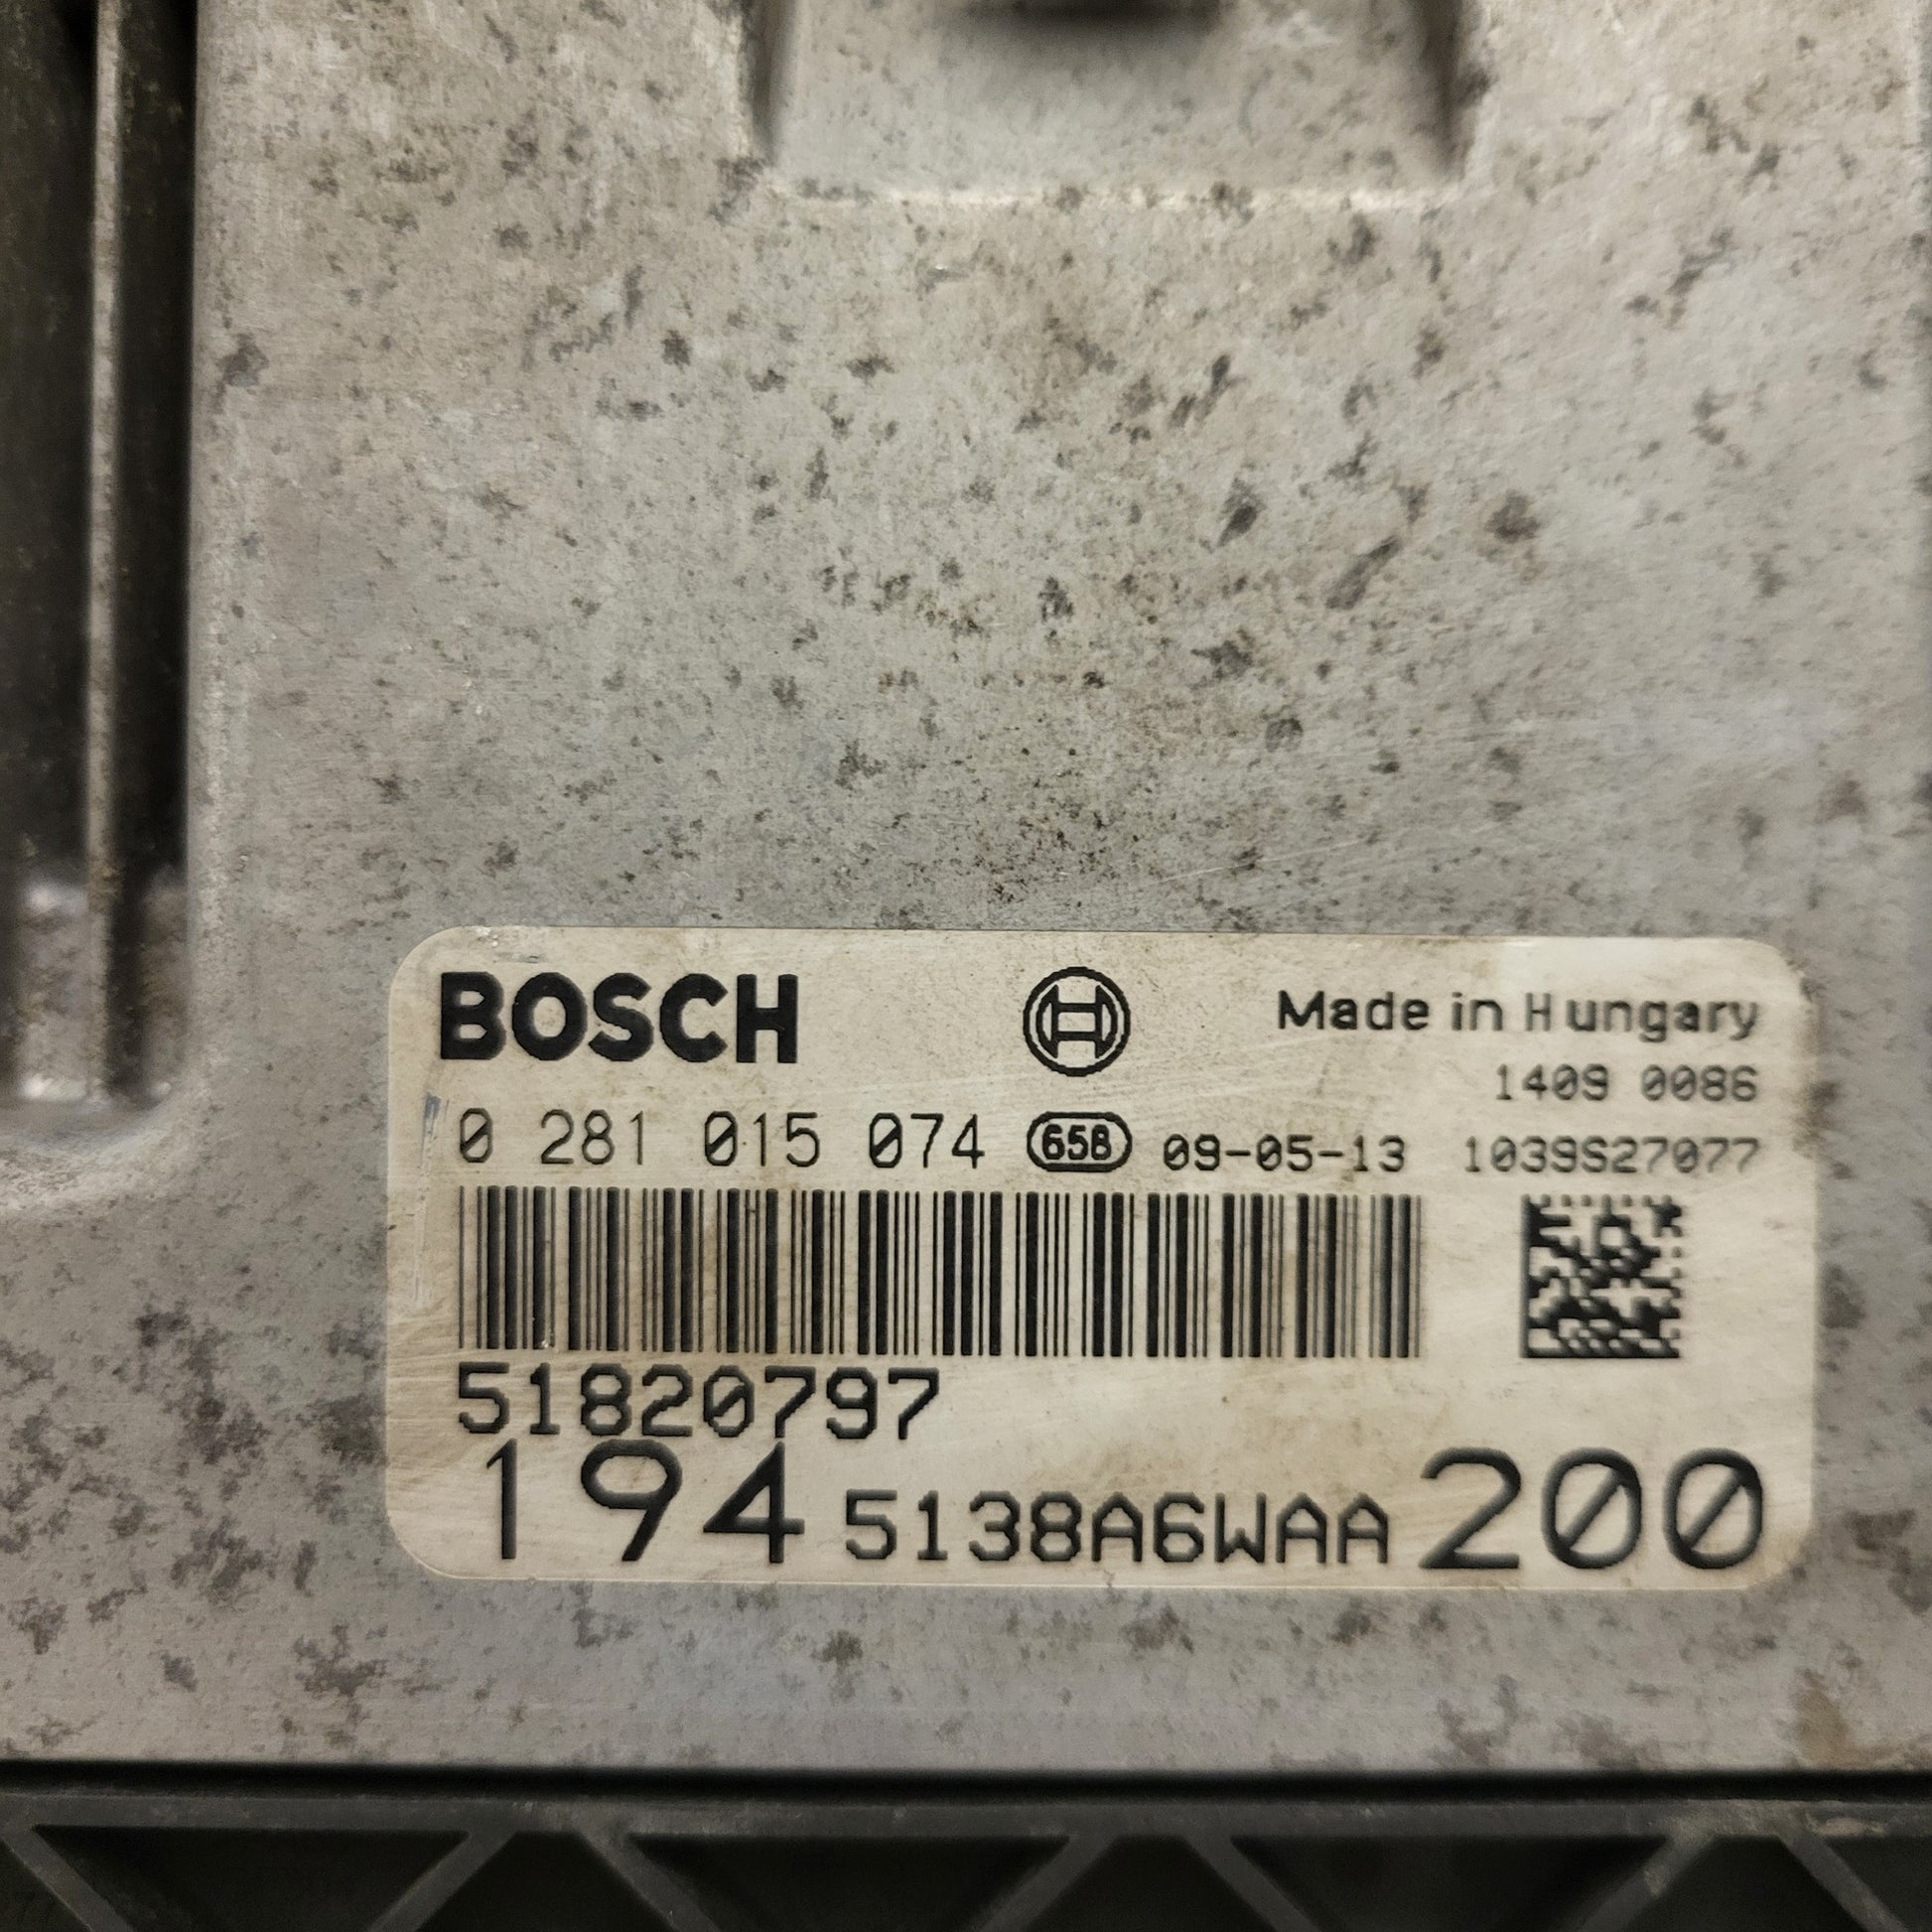 BOSCH Made in Hungary
1409 0086
0 281 015 074 658 09-05-13 1039S27077
51820797
194 5138A6WAA 200